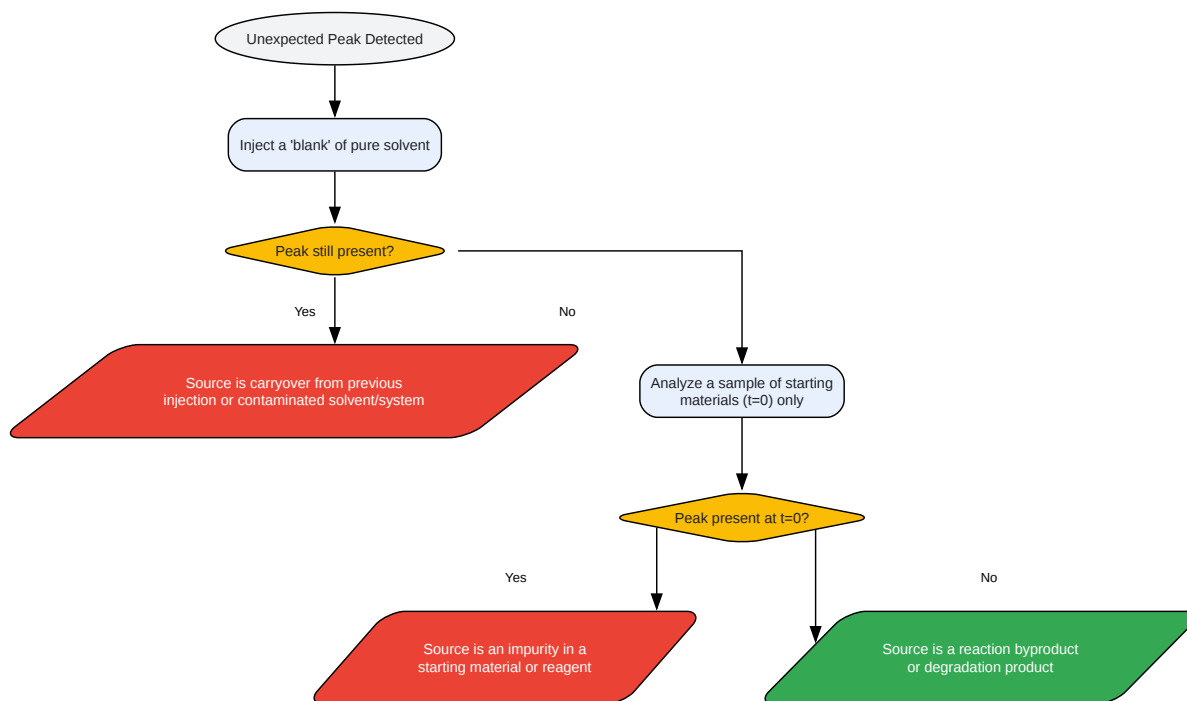 Unexpected Peak Detected
Inject a 'blank' of pure solvent
Peak still present?
Yes
No
Source is carryover from previous
injection or contaminated solvent/system
Analyze a sample of starting
materials (t=0) only
Peak present at t=0?
Yes
No
Source is an impurity in a
starting material or reagent
Source is a reaction byproduct
or degradation product